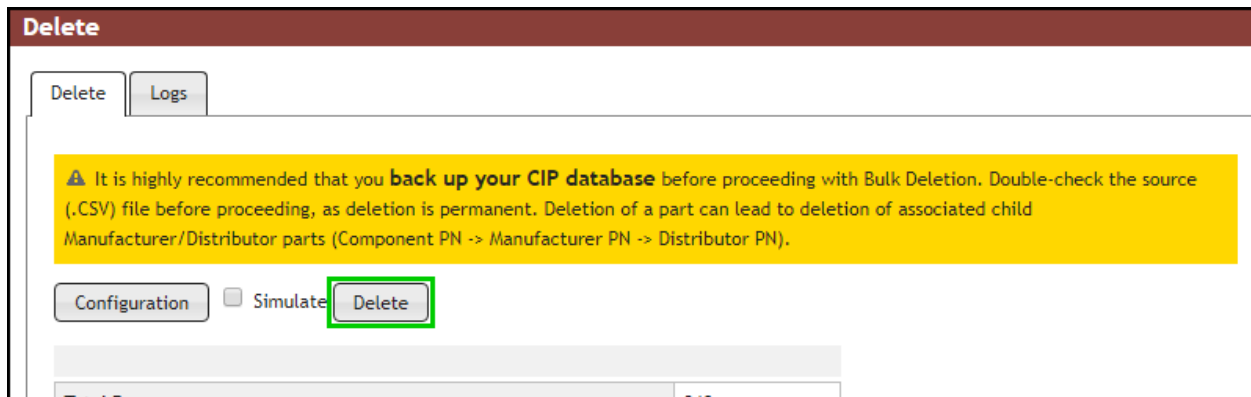 Delete
Delete Logs
It is highly recommended that you back up your CIP database before proceeding with Bulk Deletion. Double-check the source
(.CSV) file before proceeding, as deletion is permanent. Deletion of a part can lead to deletion of associated child
Manufacturer/Distributor parts (Component PN -> Manufacturer PN -> Distributor PN).
Configuration Simulate Delete